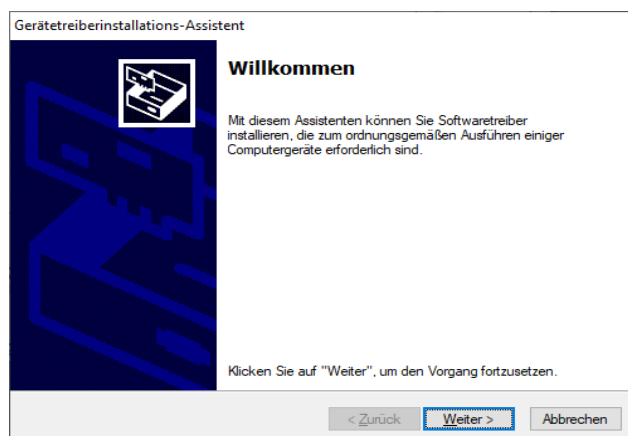 Gerätetreiberinstallations-Assistent
Willkommen
Mit diesem Assistenten können Sie Softwaretreiber
installieren, die zum ordnungsgemäßen Ausführen einiger
Computergeräte erforderlich sind.
Klicken Sie auf "Weiter", um den Vorgang fortzusetzen.
< Zurück Weiter > Abbrechen